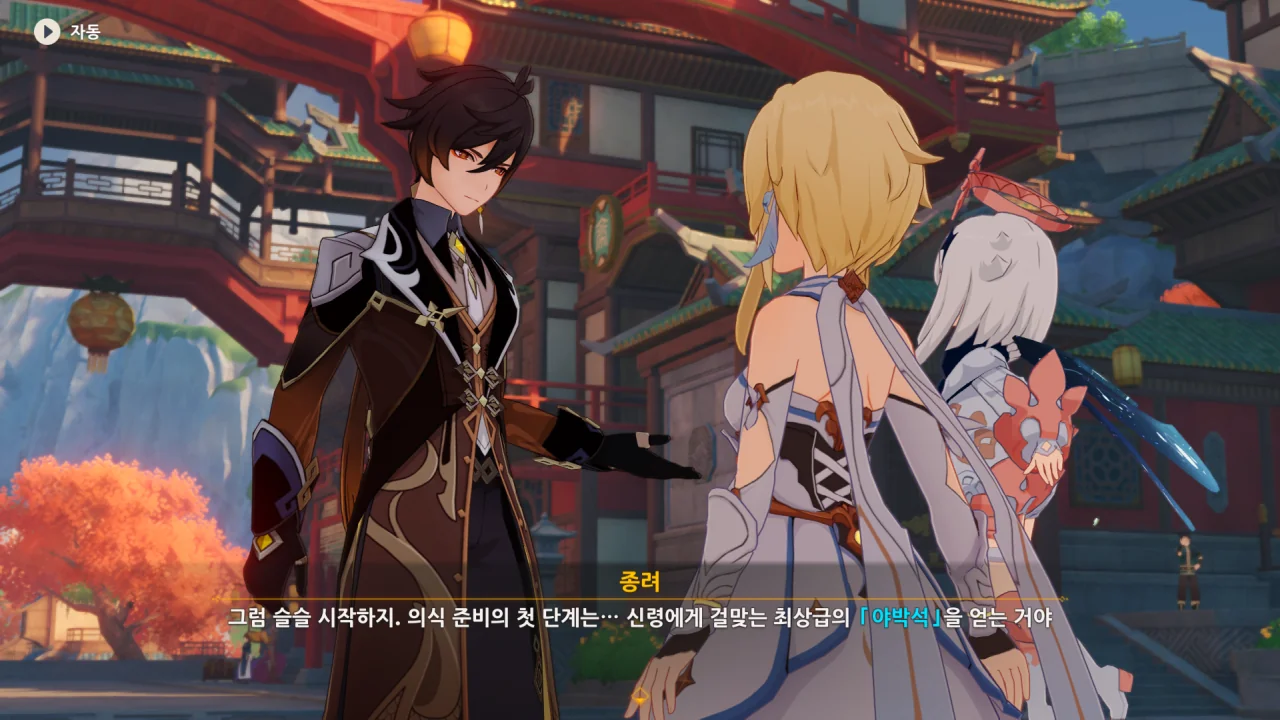 자동
종려
그럼 슬슬 시작하지. 의식 준비의 첫 단계는… 신령에게 걸맞는 최상급의 「야박석」을 얻는 거야